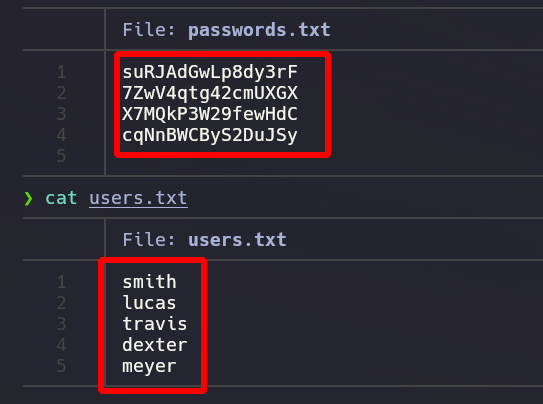 File: passwords.txt
1 suRJAdGwLp8dy3rF
2 7ZwV4qtg42cmUXGX
3 X7MQkP3W29fewHdC
4 cqNnBWCByS2DuJSy
5
❯ cat users.txt
File: users.txt
1 smith
2 lucas
3 travis
4 dexter
5 meyer